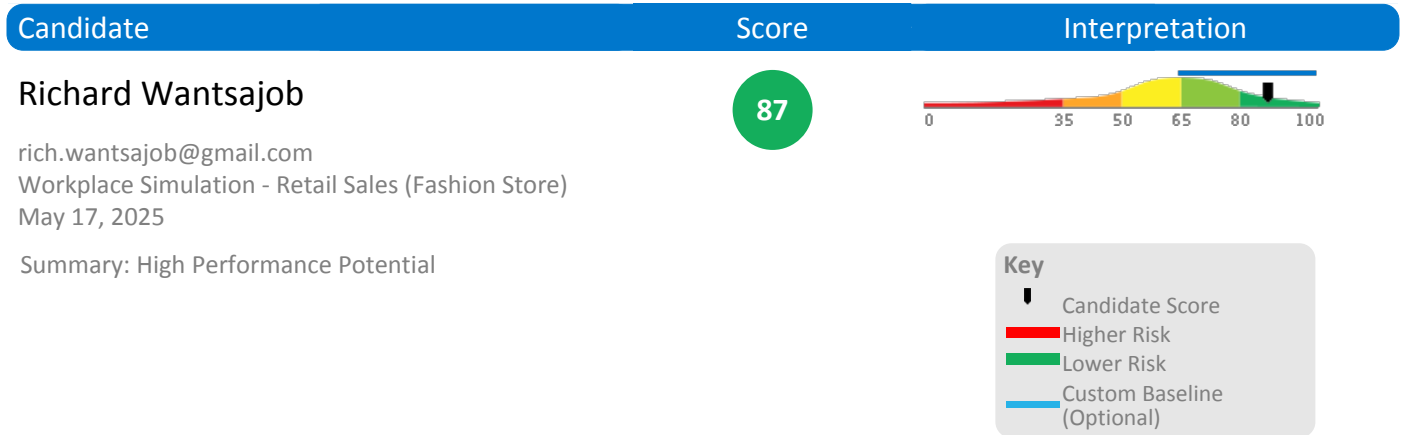 Candidate Score Interpretation
Richard Wantsajob
87
0 35 50 65 80 100
rich.wantsajob@gmail.com
Workplace Simulation - Retail Sales (Fashion Store)
May 17, 2025
Summary: High Performance Potential
Key
Candidate Score
Higher Risk
Lower Risk
Custom Baseline
(Optional)